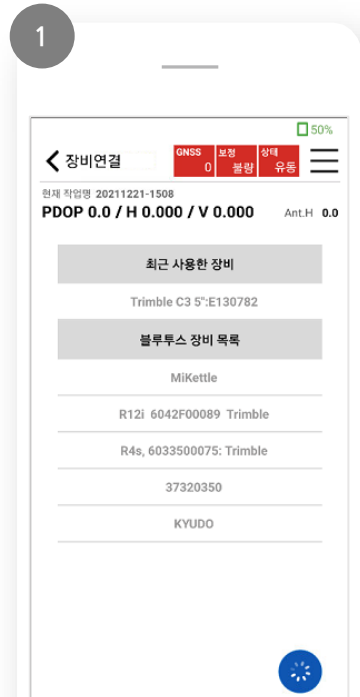 1
50%
장비연결
GNSS 0 보정 불량 상태 유동
현재 작업명 20211221-1508
PDOP 0.0 / H 0.000 / V 0.000 Ant.H 0.0
최근 사용한 장비
Trimble C3 5":E130782
블루투스 장비 목록
MiKettle
R12i 6042F00089 Trimble
R4s, 6033500075: Trimble
37320350
KYUDO